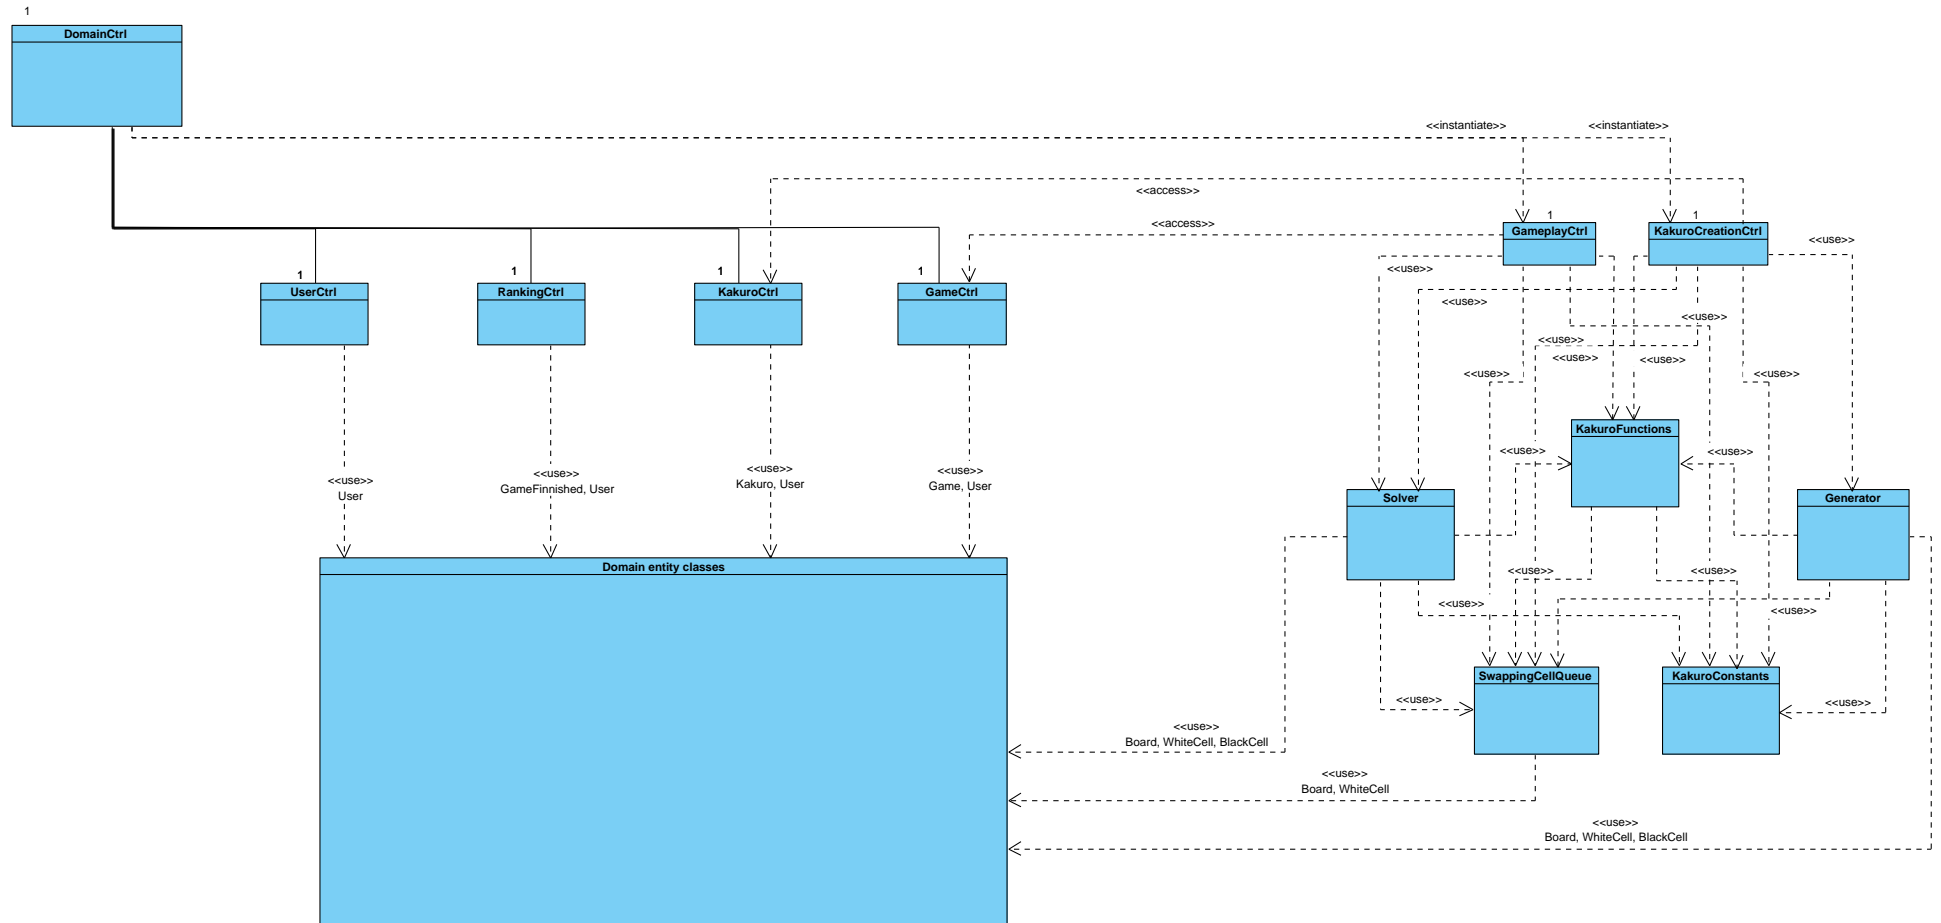 1
DomainCtrl
<<instantiate>>
<<instantiate>>
<<access>>
<<access>>
1
1
GameplayCtrl
KakuroCreationCtrl
<<use>>
<<use>>
1
1
1
1
UserCtrl
RankingCtrl
KakuroCtrl
GameCtrl
<<use>>
<<use>>
<<use>>
<<use>>
<<use>>
<<use>>
<<use>>
KakuroFunctions
<<use>>
<<use>>
<<use>>
User
<<use>>
GameFinnished, User
<<use>>
Kakuro, User
<<use>>
Game, User
Solver
Generator
Domain entity classes
<<use>>
<<use>>
<<use>>
<<use>>
SwappingCellQueue
KakuroConstants
<<use>>
<<use>>
<<use>>
Board, WhiteCell, BlackCell
<<use>>
Board, WhiteCell
<<use>>
Board, WhiteCell, BlackCell